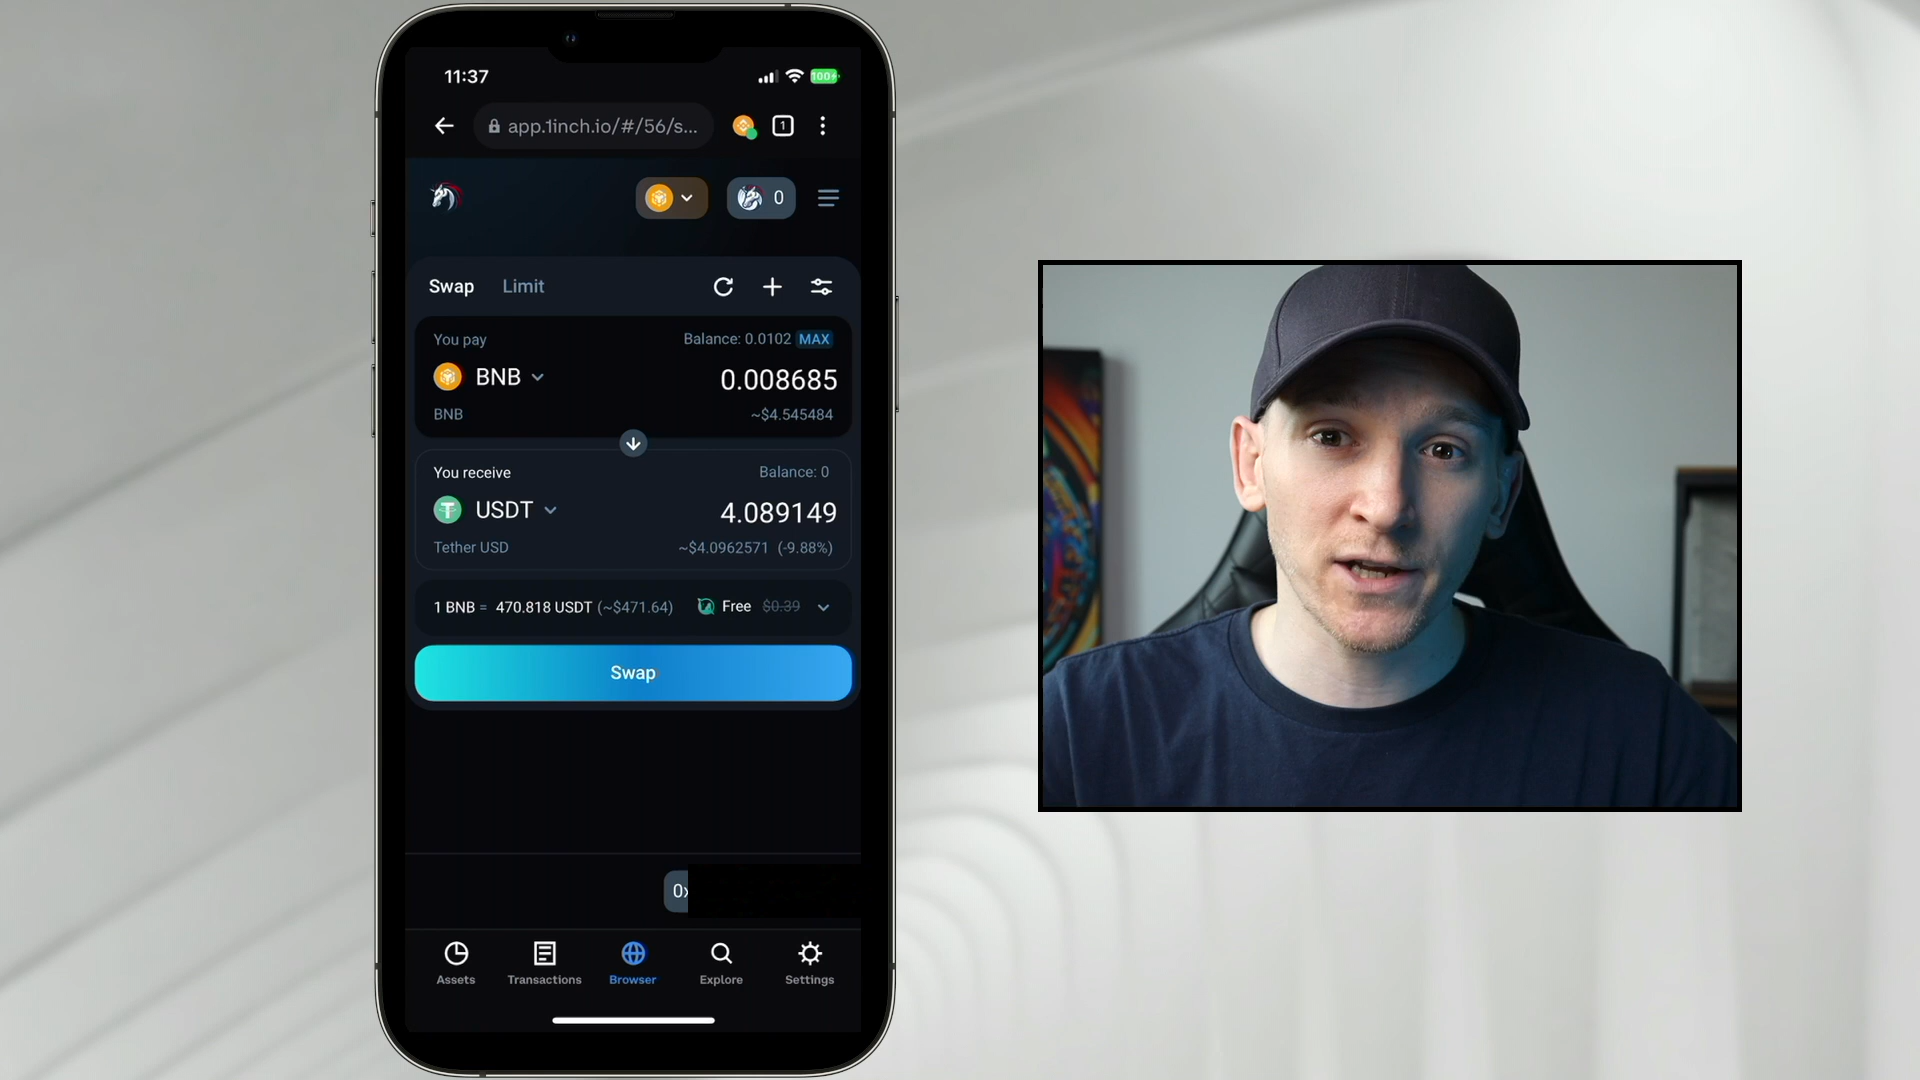 11:37
100
app.1inch.io/#/56/s...
1
0
Swap Limit
You pay Balance: 0.0102 MAX
BNB 0.008685
BNB ~$4.545484
You receive Balance: 0
USDT 4.089149
Tether USD ~$4.0962571 (-9.88%)
1 BNB = 470.818 USDT (~$471.64) Free $0.39
Swap
0x
Assets Transactions Browser Explore Settings